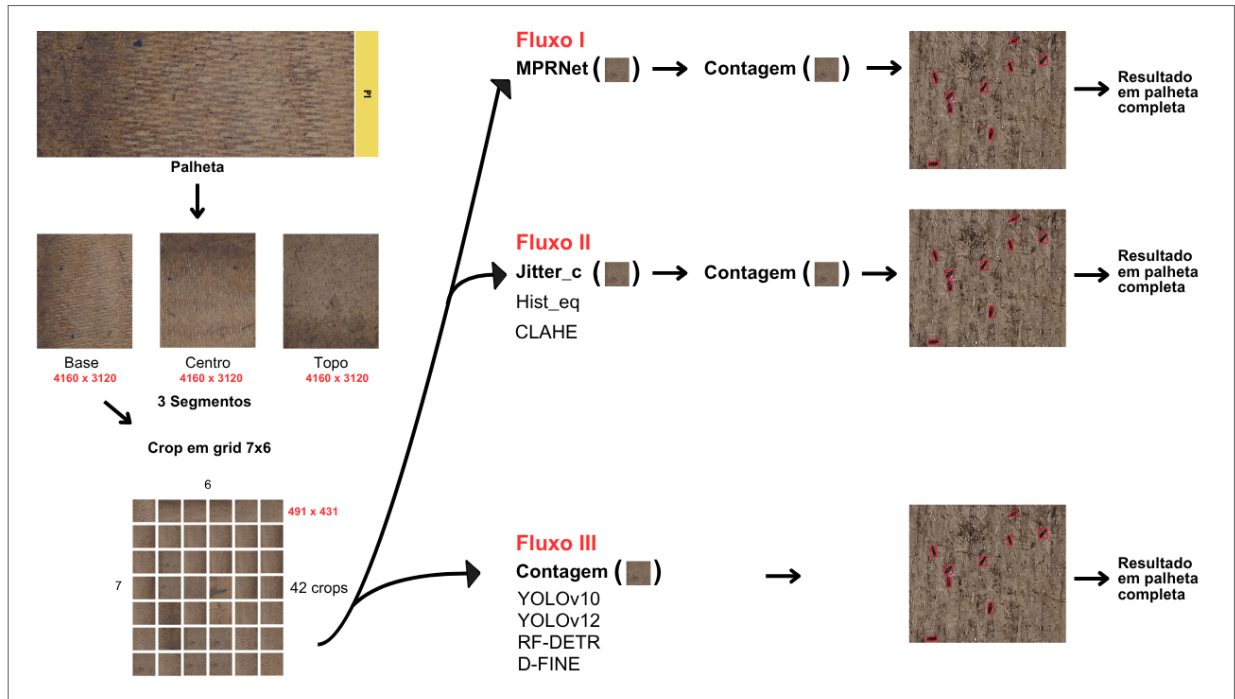 P1
Palheta
Base
4160 x 3120
Centro
4160 x 3120
Topo
4160 x 3120
3 Segmentos
Crop em grid 7x6
6
491 x 431
7
42 crops
Fluxo I
MPRNet ( )
Contagem ( )
Resultado
em palheta
completa
Fluxo II
Jitter_c ( )
Hist_eq
CLAHE
Contagem ( )
Resultado
em palheta
completa
Fluxo III
Contagem ( )
YOLOv10
YOLOv12
RF-DETR
D-FINE
Resultado
em palheta
completa